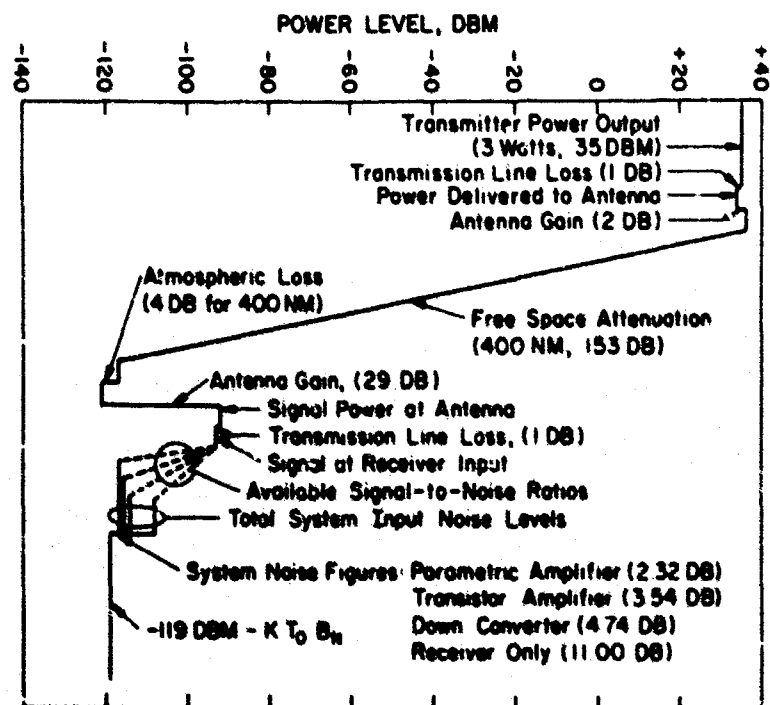 POWER LEVEL, DBM
-140 -120 -100 -80 -60 -40 -20 0 +20 +40
Transmitter Power Output
(3 Watts, 35 DBM)
Transmission Line Loss (1 DB)
Power Delivered to Antenna
Antenna Gain (2 DB)
Atmospheric Loss
(4 DB for 400 NM)
Free Space Attenuation
(400 NM, 153 DB)
Antenna Gain, (29 DB)
Signal Power at Antenna
Transmission Line Loss, (1 DB)
Signal at Receiver Input
Available Signal-to-Noise Ratios
Total System Input Noise Levels
System Noise Figures: Parametric Amplifier (2.32 DB)
Transistor Amplifier (3.54 DB)
Down Converter (4.74 DB)
Receiver Only (11.00 DB)
-119 DBM - K T₀ B_N